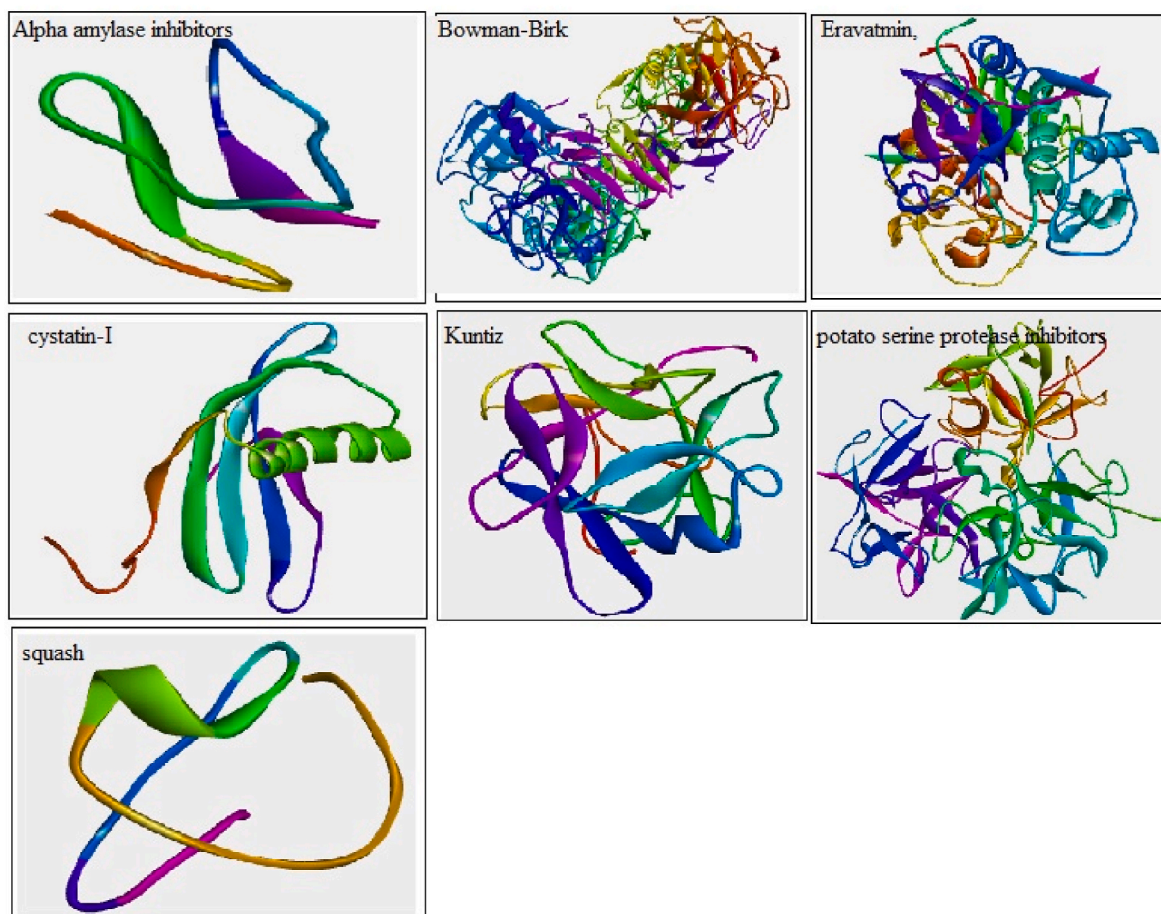 Alpha amylase inhibitors
Bowman-Birk
Eravatmin,
cystatin-I
Kuntiz
potato serine protease inhibitors
squash